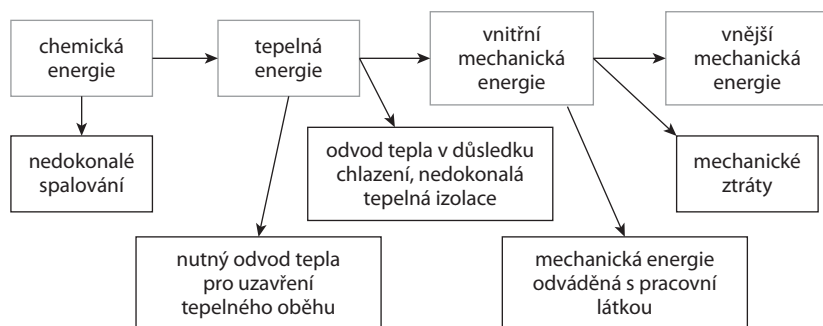 chemická
energie
tepelná
energie
vnitřní
mechanická
energie
vnější
mechanická
energie
nedokonalé
spalování
odvod tepla v důsledku
chlazení, nedokonalá
tepelná izolace
mechanické
ztráty
nutný odvod tepla
pro uzavření
tepelného oběhu
mechanická energie
odváděná s pracovní
látkou